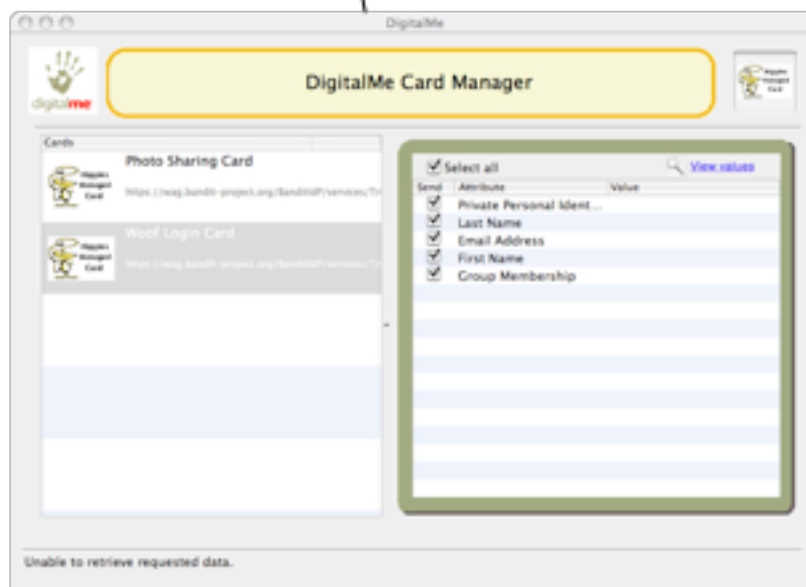 DigitalMe
digitalme
DigitalMe Card Manager
Cards
Photo Sharing Card
Woof Login Card
Select all
View values
Send Attribute Value
Private Personal Ident...
Last Name
Email Address
First Name
Group Membership
Unable to retrieve requested data.